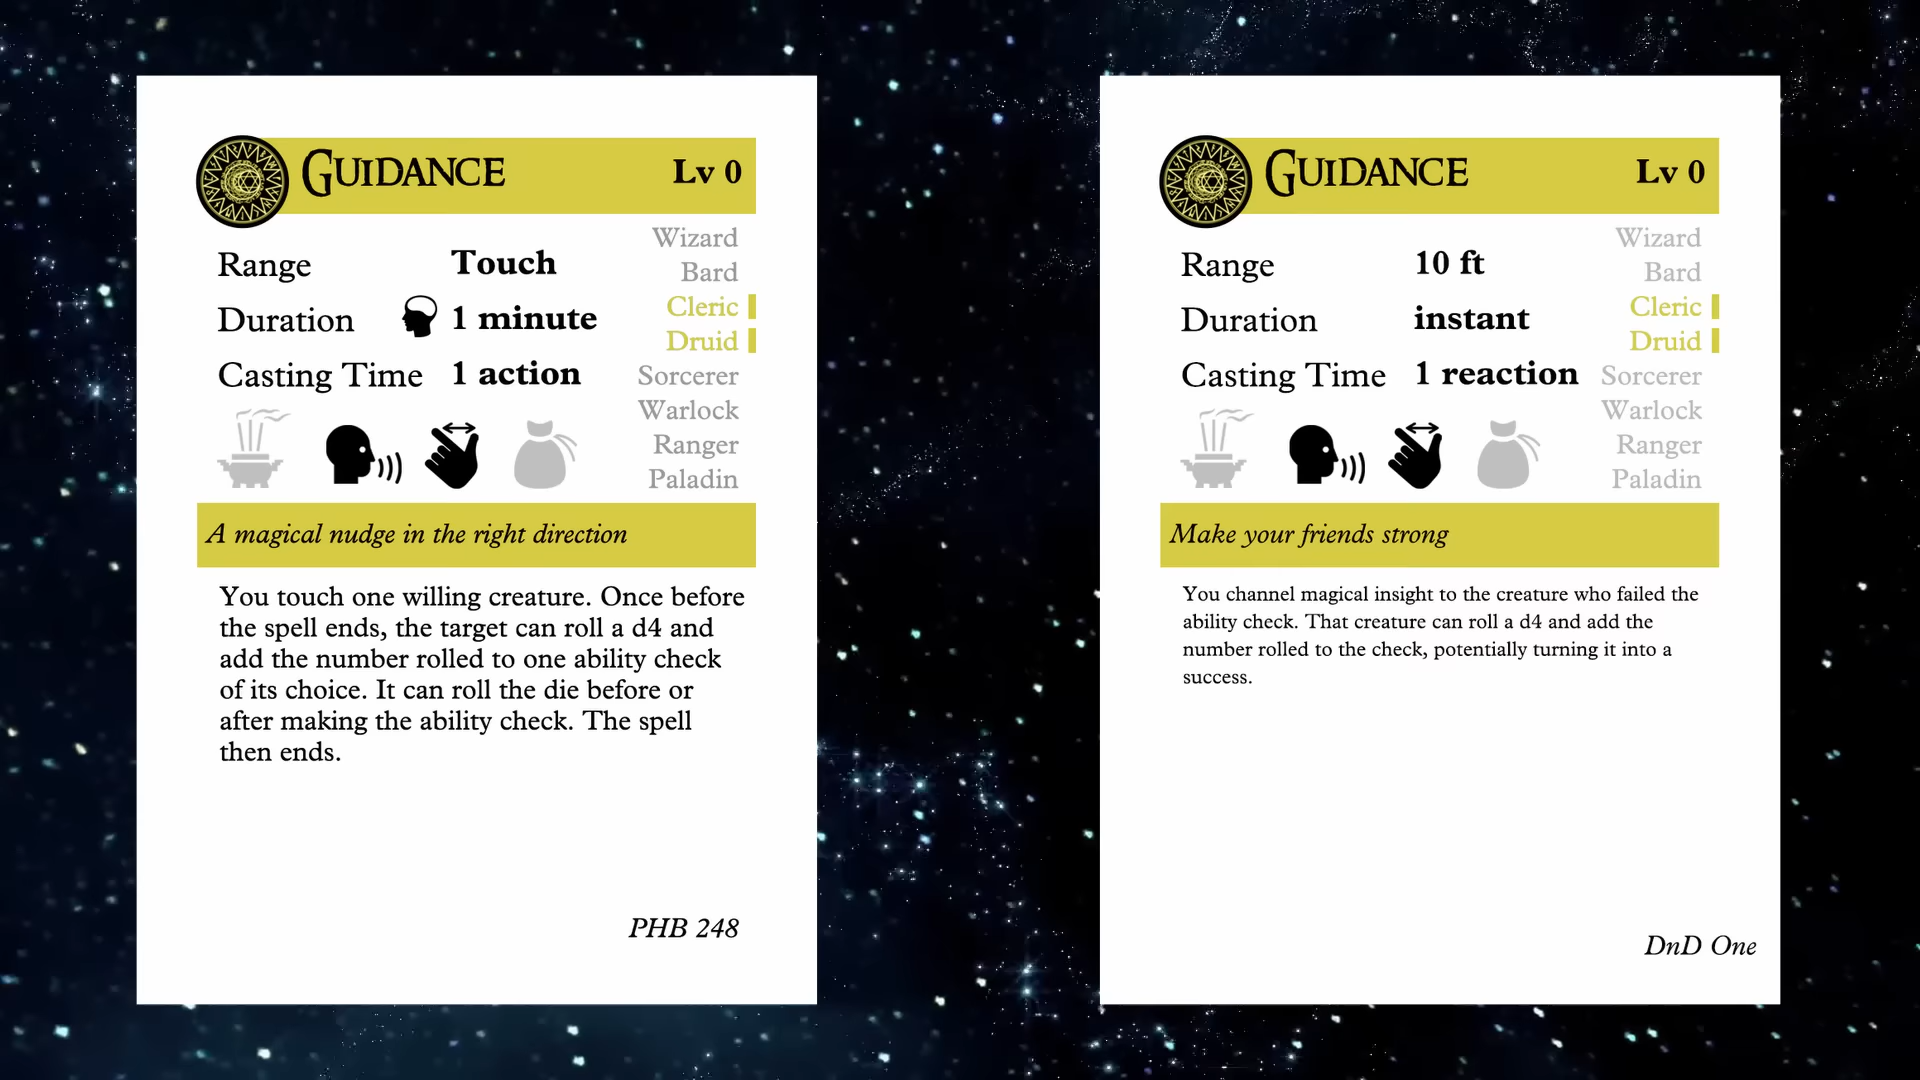 GUIDANCE
Lv 0
Range
Touch
Duration
1 minute
Casting Time
1 action
Wizard
Bard
Cleric
Druid
Sorcerer
Warlock
Ranger
Paladin
A magical nudge in the right direction
You touch one willing creature. Once before
the spell ends, the target can roll a d4 and
add the number rolled to one ability check
of its choice. It can roll the die before or
after making the ability check. The spell
then ends.
PHB 248
GUIDANCE
Lv 0
Range
10 ft
Duration
instant
Casting Time
1 reaction
Wizard
Bard
Cleric
Druid
Sorcerer
Warlock
Ranger
Paladin
Make your friends strong
You channel magical insight to the creature who failed the
ability check. That creature can roll a d4 and add the
number rolled to the check, potentially turning it into a
success.
DnD One